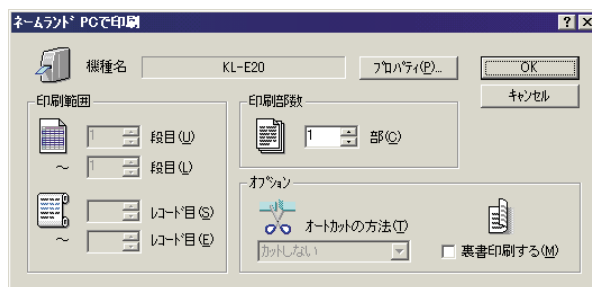 ﾈｰﾑﾗﾝﾄﾞ PCで印刷
機種名 KL-E20 ﾌﾟﾛﾊﾟﾃｨ(P)... OK
キャンセル
印刷範囲
1 段目(U)
～ 1 段目(L)
レコード目(S)
～ レコード目(E)
印刷部数
1 部(C)
ｵﾌﾟｼｮﾝ
オートカットの方法(T)
カットしない
裏書印刷する(M)